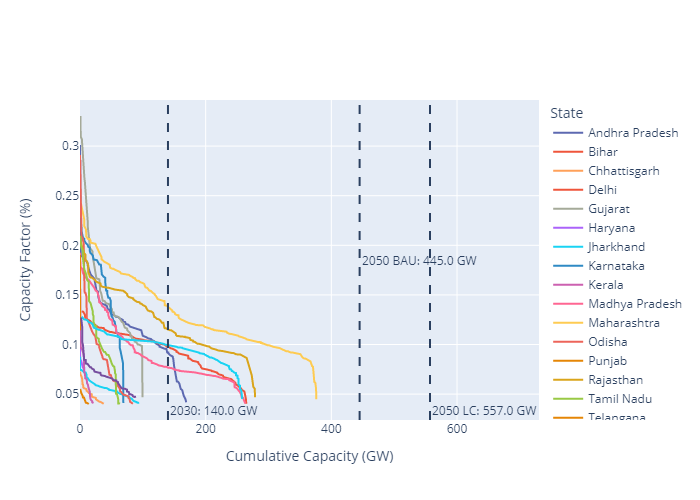 State
Andhra Pradesh
Bihar
Chhattisgarh
Delhi
Gujarat
Haryana
Jharkhand
Karnataka
Kerala
Madhya Pradesh
Maharashtra
Odisha
Punjab
Rajasthan
Tamil Nadu
Telangana
Capacity Factor (%)
0.3
0.25
0.2
0.15
0.1
0.05
2050 BAU: 445.0 GW
2030: 140.0 GW
2050 LC: 557.0 GW
0
200
400
600
Cumulative Capacity (GW)